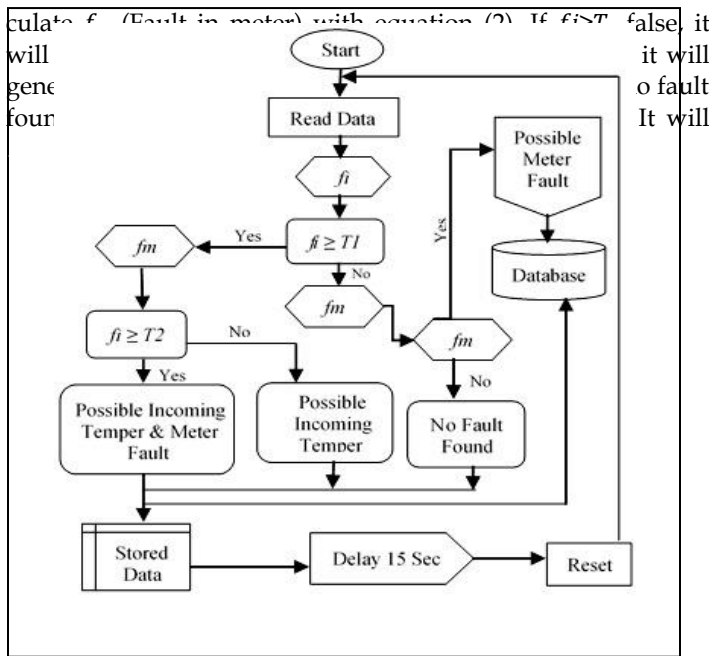 culate f (Fault in meter) with equation (2). If fi>T false, it
will it will
gene o fault
foun It will
Start
Read Data
fi
fi ≥ T1
Yes
No
fm
fm
fm
Yes
No
Possible
Meter
Fault
Database
fi ≥ T2
No
Yes
Possible Incoming
Temper & Meter
Fault
Possible
Incoming
Temper
No Fault
Found
Stored
Data
Delay 15 Sec
Reset